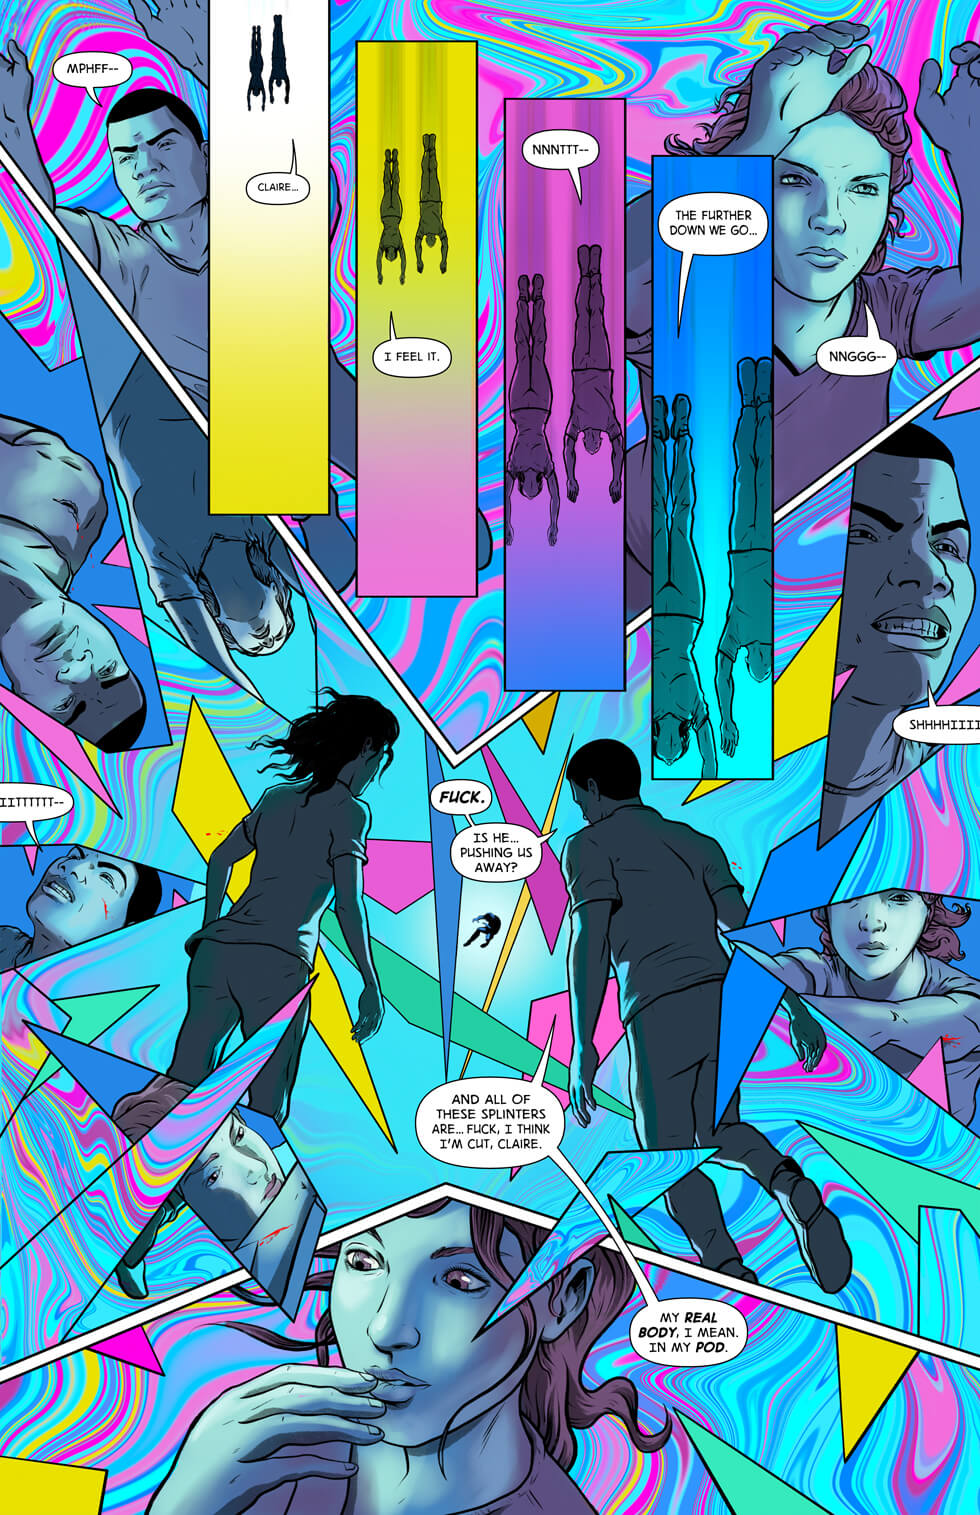 MPHFF--
CLAIRE...
I FEEL IT.
NNNTTT--
THE FURTHER
DOWN WE GO...
NNGGG--
SHHHHIIII
IITTTTTT--
FUCK.
IS HE...
PUSHING US
AWAY?
AND ALL OF
THESE SPLINTERS
ARE... FUCK, I THINK
I'M CUT, CLAIRE.
MY REAL
BODY, I MEAN.
IN MY POD.